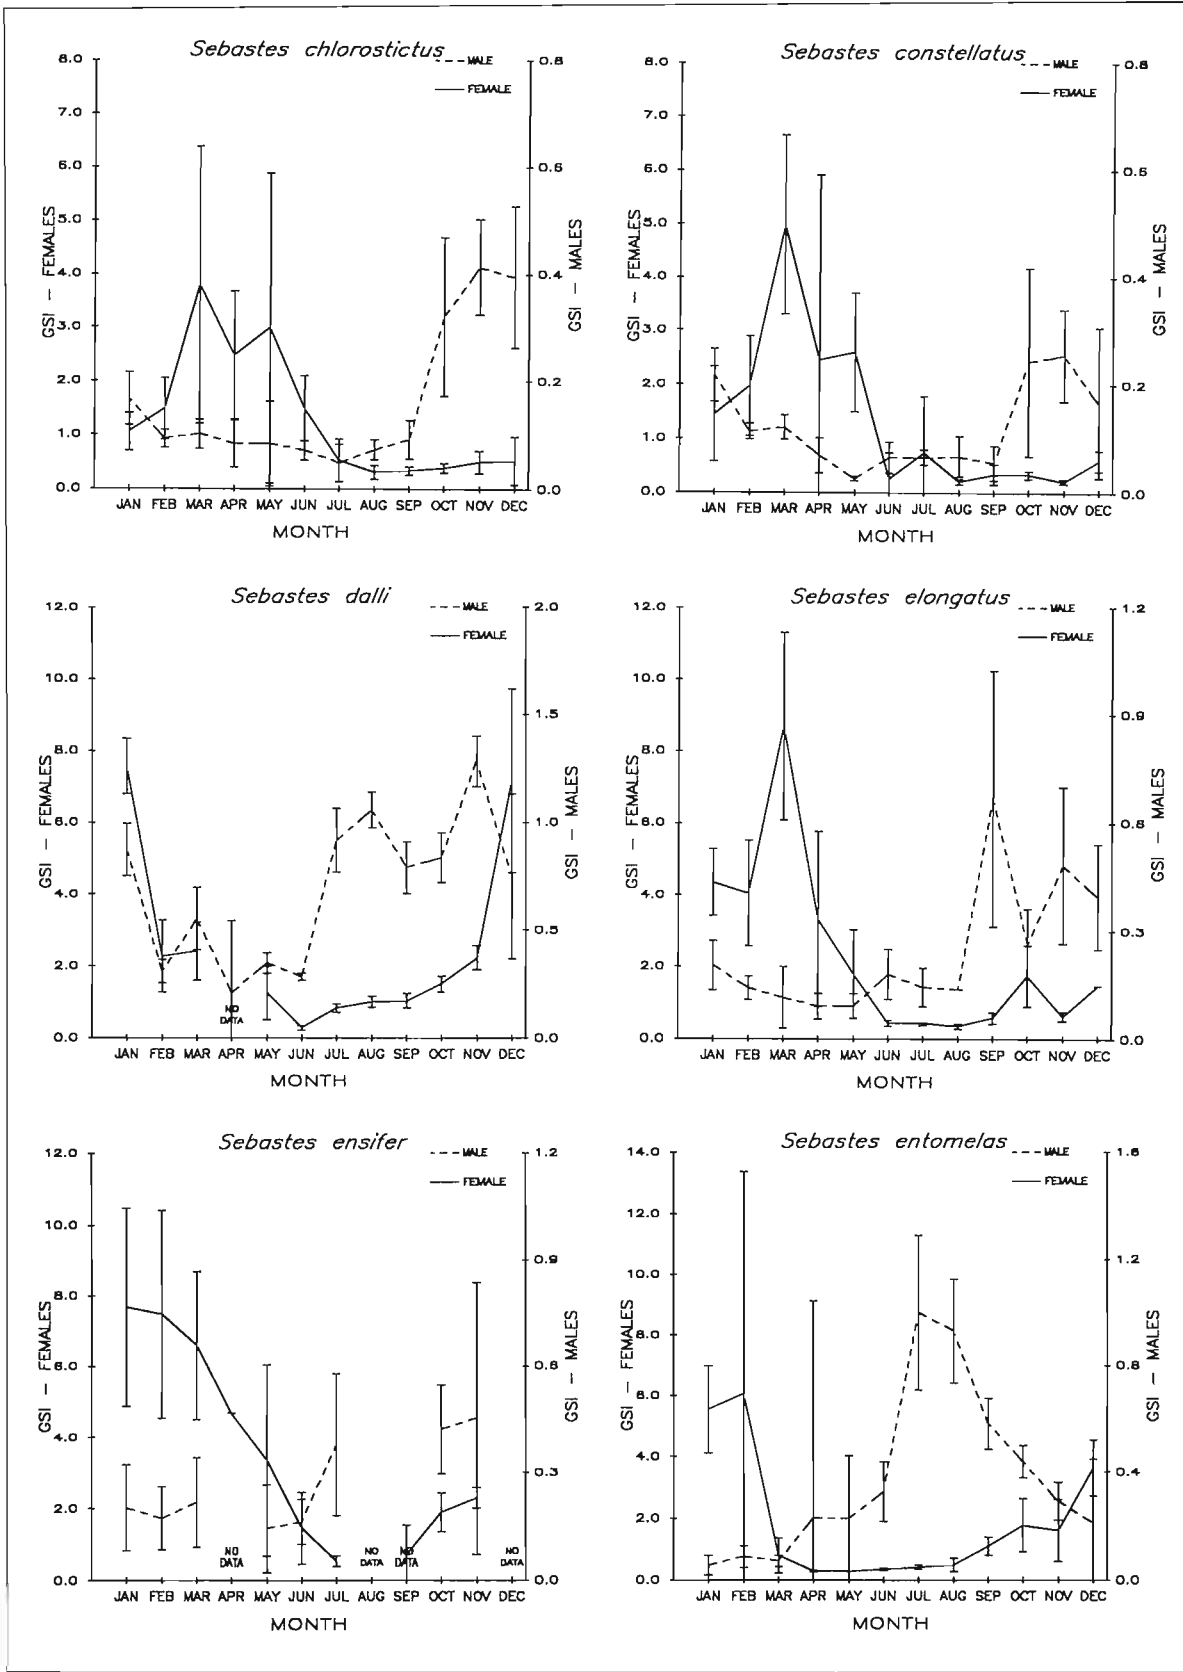 Sebastes chlorostictus
MALE
FEMALE
8.0
7.0
6.0
5.0
4.0
3.0
2.0
1.0
0.0
GSI — FEMALES
0.8
0.6
0.4
0.2
0.0
GSI — MALES
JAN FEB MAR APR MAY JUN JUL AUG SEP OCT NOV DEC
MONTH
Sebastes constellatus
MALE
FEMALE
8.0
7.0
6.0
5.0
4.0
3.0
2.0
1.0
0.0
GSI — FEMALES
0.8
0.6
0.4
0.2
0.0
GSI — MALES
JAN FEB MAR APR MAY JUN JUL AUG SEP OCT NOV DEC
MONTH
Sebastes dalli
MALE
FEMALE
12.0
10.0
8.0
6.0
4.0
2.0
0.0
GSI — FEMALES
2.0
1.5
1.0
0.5
0.0
GSI — MALES
NO
DATA
JAN FEB MAR APR MAY JUN JUL AUG SEP OCT NOV DEC
MONTH
Sebastes elongatus
MALE
FEMALE
12.0
10.0
8.0
6.0
4.0
2.0
0.0
GSI — FEMALES
1.2
0.9
0.6
0.3
0.0
GSI — MALES
JAN FEB MAR APR MAY JUN JUL AUG SEP OCT NOV DEC
MONTH
Sebastes ensifer
MALE
FEMALE
12.0
10.0
8.0
6.0
4.0
2.0
0.0
GSI — FEMALES
1.2
0.9
0.6
0.3
0.0
GSI — MALES
NO NO NO NO
DATA DATA DATA DATA
JAN FEB MAR APR MAY JUN JUL AUG SEP OCT NOV DEC
MONTH
Sebastes entomelas
MALE
FEMALE
14.0
12.0
10.0
8.0
6.0
4.0
2.0
0.0
GSI — FEMALES
1.6
1.2
0.8
0.4
0.0
GSI — MALES
JAN FEB MAR APR MAY JUN JUL AUG SEP OCT NOV DEC
MONTH